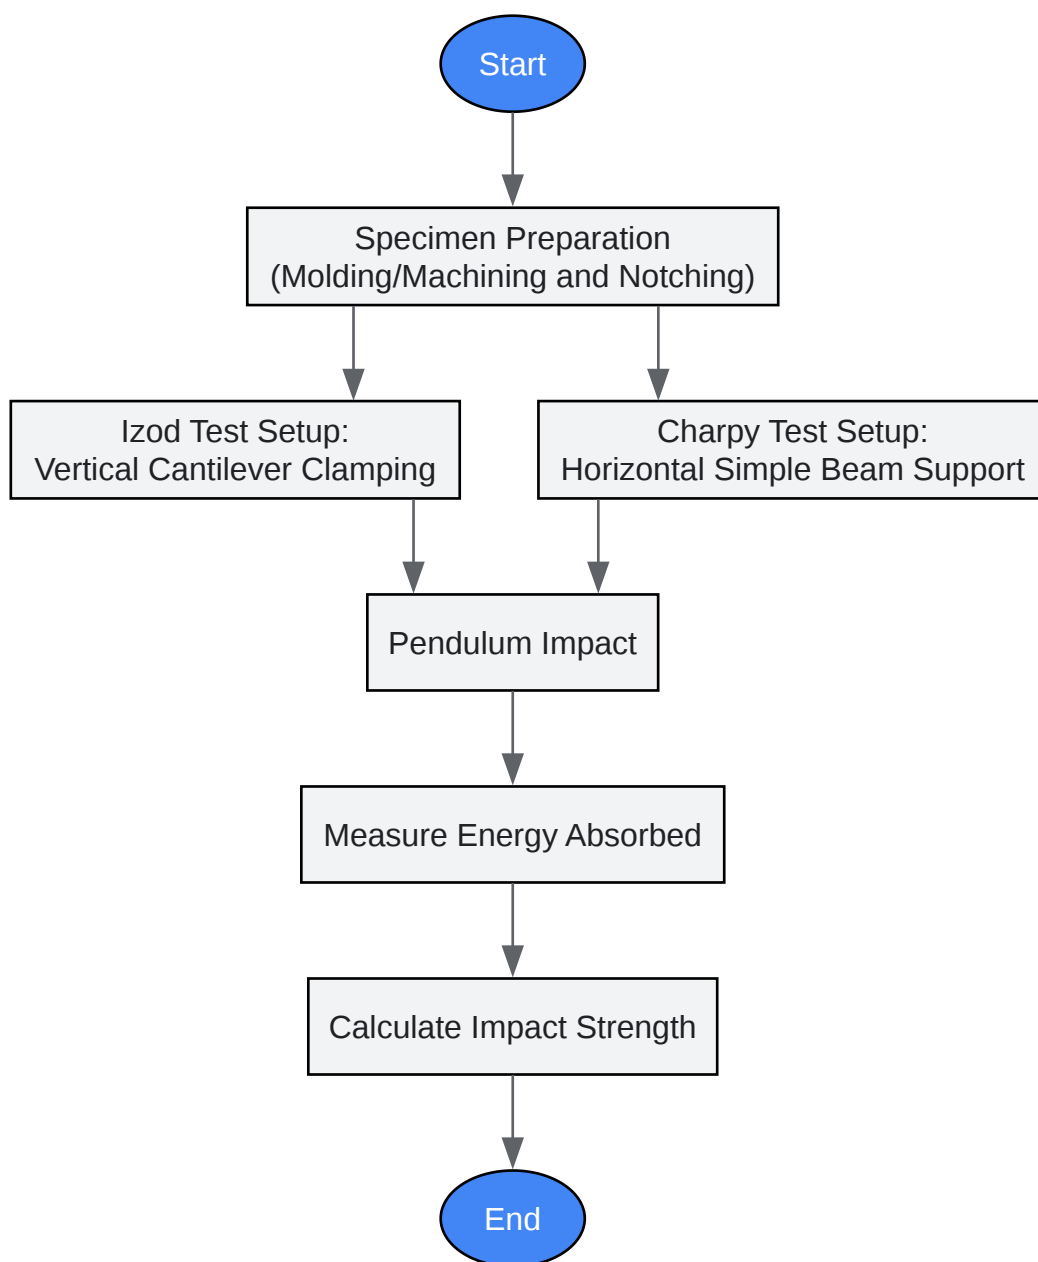 Start
Specimen Preparation
(Molding/Machining and Notching)
Izod Test Setup:
Vertical Cantilever Clamping
Charpy Test Setup:
Horizontal Simple Beam Support
Pendulum Impact
Measure Energy Absorbed
Calculate Impact Strength
End